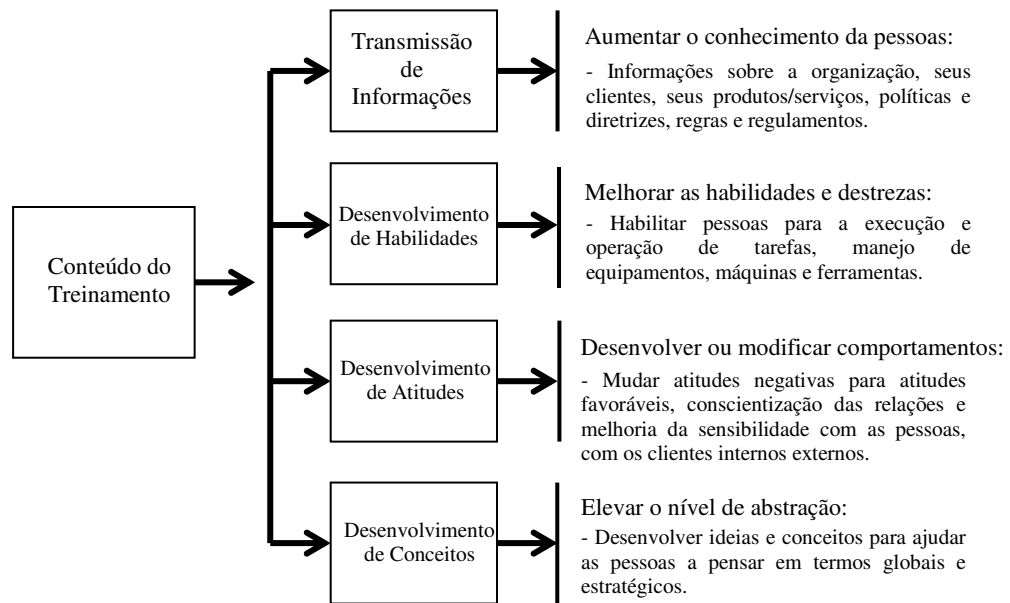 Conteúdo do
Treinamento
Transmissão
de
Informações
Aumentar o conhecimento da pessoas:
- Informações sobre a organização, seus
clientes, seus produtos/serviços, políticas e
diretrizes, regras e regulamentos.
Desenvolvimento
de Habilidades
Melhorar as habilidades e destrezas:
- Habilitar pessoas para a execução e
operação de tarefas, manejo de
equipamentos, máquinas e ferramentas.
Desenvolvimento
de Atitudes
Desenvolver ou modificar comportamentos:
- Mudar atitudes negativas para atitudes
favoráveis, conscientização das relações e
melhoria da sensibilidade com as pessoas,
com os clientes internos externos.
Desenvolvimento
de Conceitos
Elevar o nível de abstração:
- Desenvolver ideias e conceitos para ajudar
as pessoas a pensar em termos globais e
estratégicos.